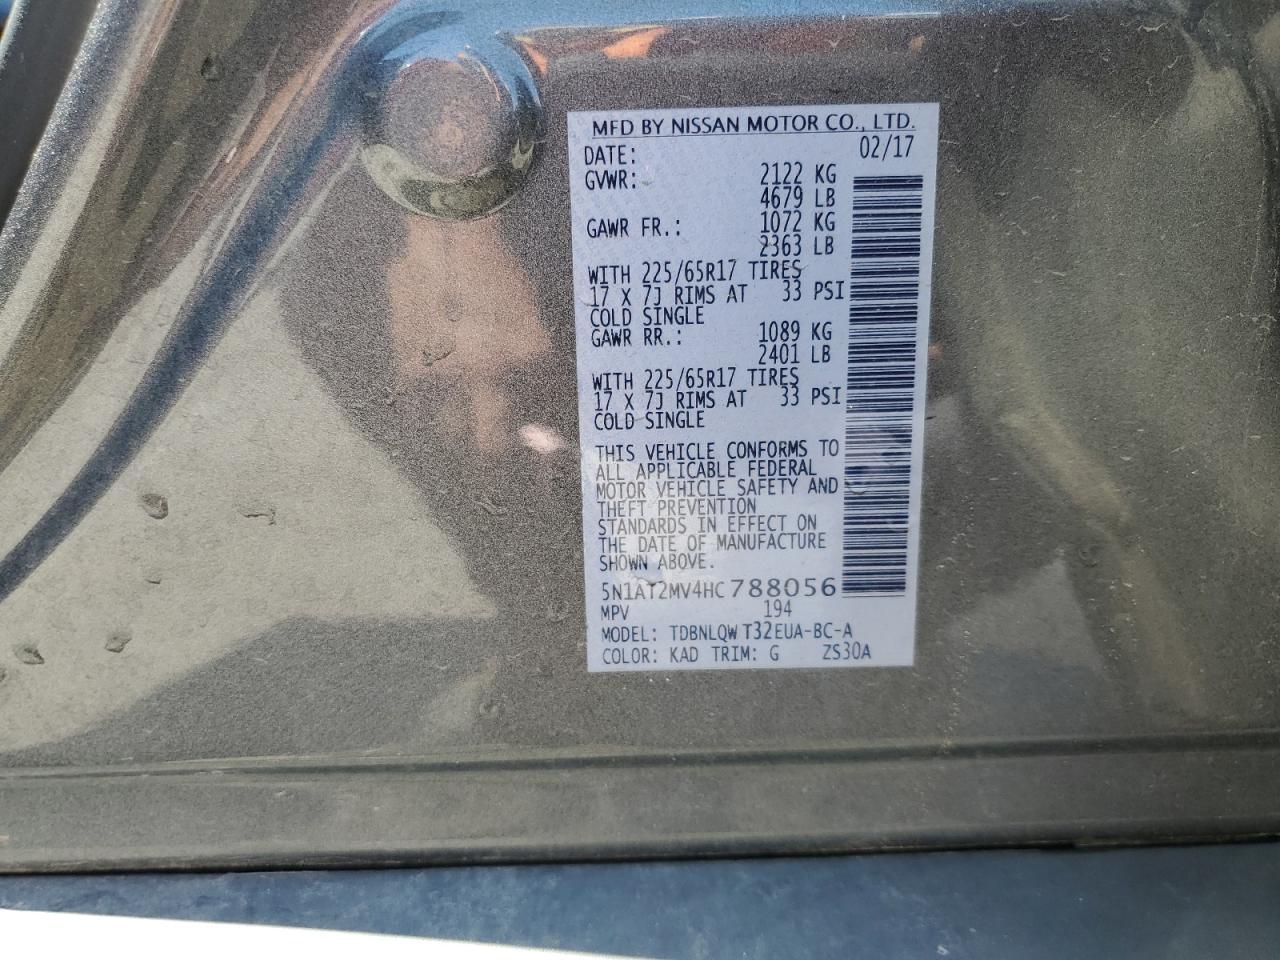 MFD BY NISSAN MOTOR CO., LTD.
DATE: 02/17
GVWR: 2122 KG
4679 LB
GAWR FR.: 1072 KG
2363 LB
WITH 225/65R17 TIRES
17 X 7J RIMS AT 33 PSI
COLD SINGLE
GAWR RR.: 1089 KG
2401 LB
WITH 225/65R17 TIRES
17 X 7J RIMS AT 33 PSI
COLD SINGLE
THIS VEHICLE CONFORMS TO
ALL APPLICABLE FEDERAL
MOTOR VEHICLE SAFETY AND
THEFT PREVENTION
STANDARDS IN EFFECT ON
THE DATE OF MANUFACTURE
SHOWN ABOVE.
5N1AT2MV4HC788056
MPV 194
MODEL: TDBNLQW T32EUA-BC-A
COLOR: KAD TRIM: G ZS30A